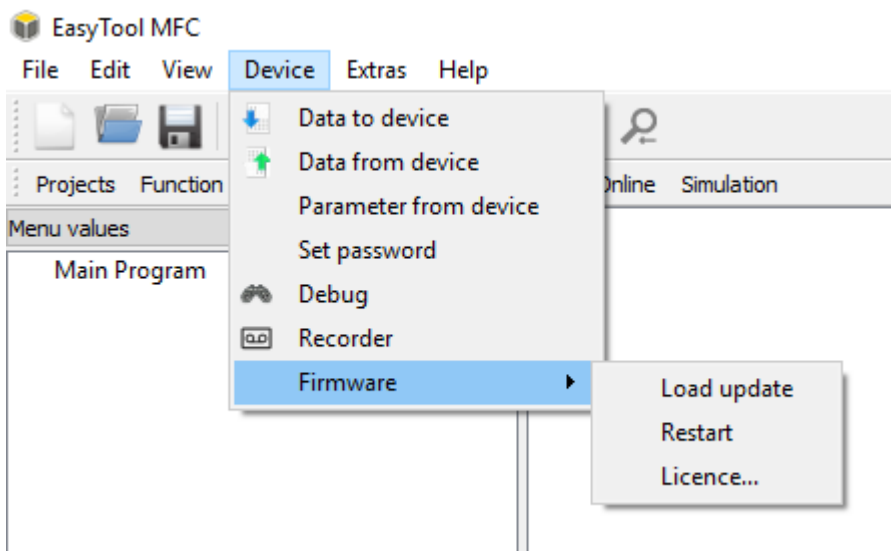 EasyTool MFC
File Edit View Device Extras Help
Data to device
Data from device
Projects Function Online Simulation
Parameter from device
Menu values
Set password
Main Program
Debug
Recorder
Firmware
Load update
Restart
Licence...